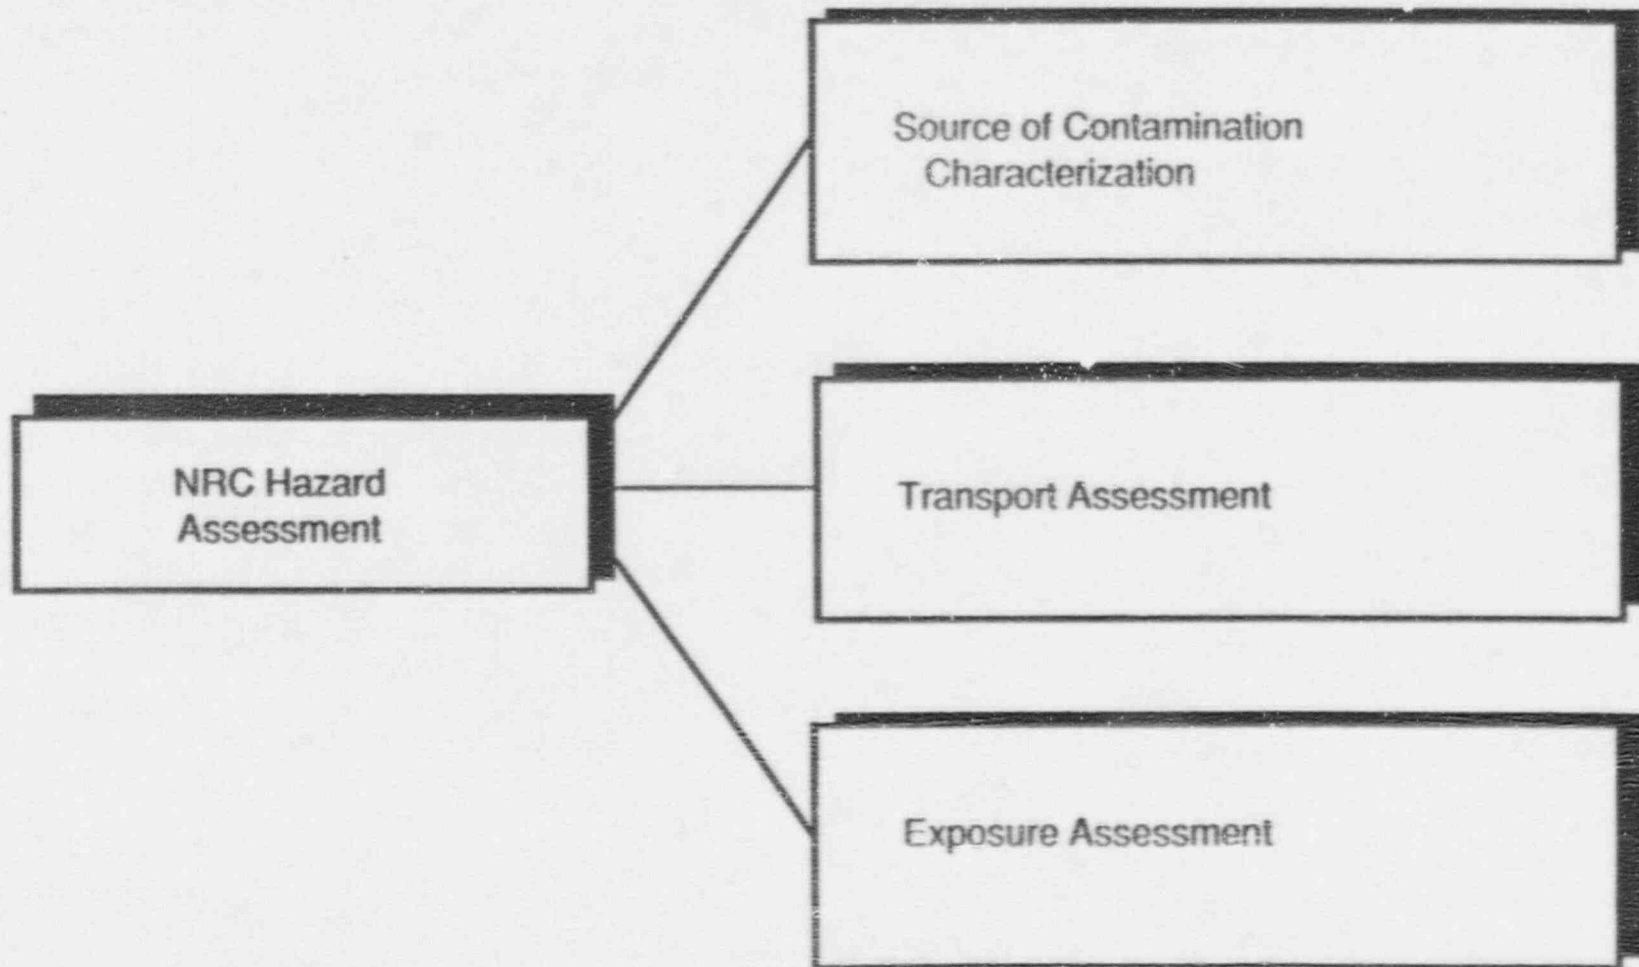 Source of Contamination
Characterization
NRC Hazard
Assessment
Transport Assessment
Exposure Assessment